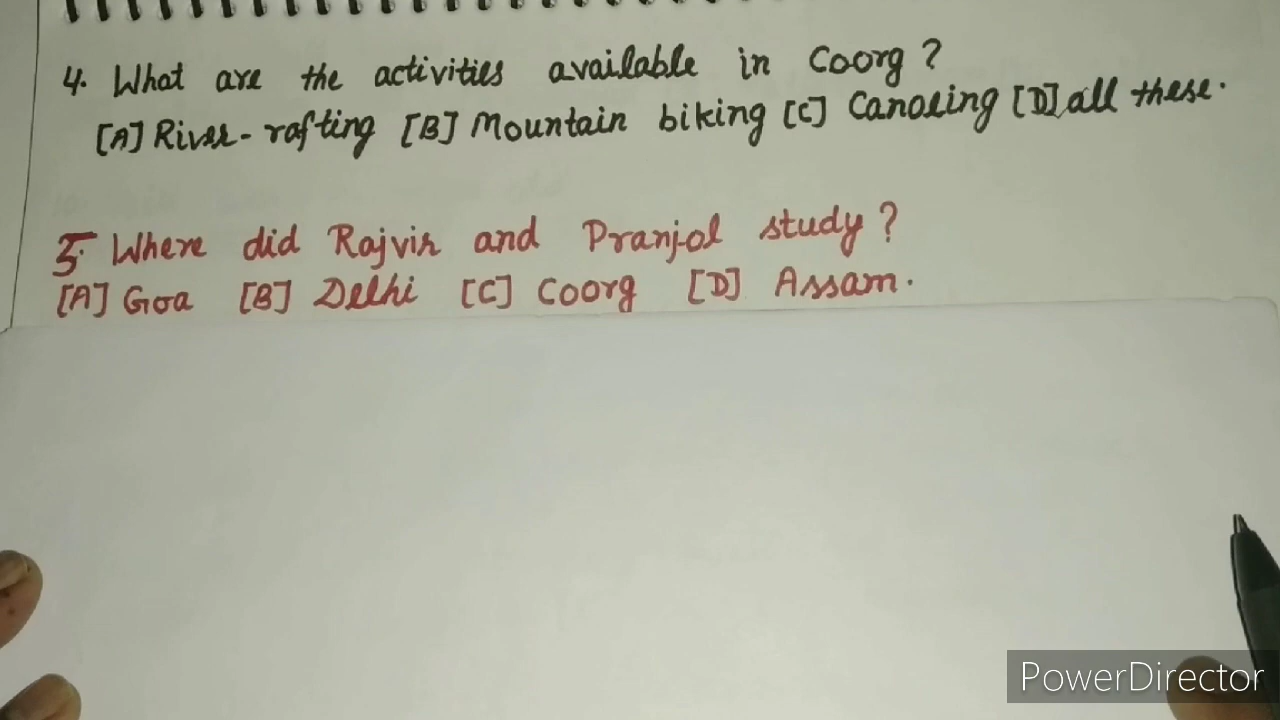 4. What are the activities available in Coorg?
[A] River-rafting [B] Mountain biking [C] Canoeing [D] all these.
5. Where did Rajvir and Pranjol study?
[A] Goa [B] Delhi [C] Coorg [D] Assam.
PowerDirector